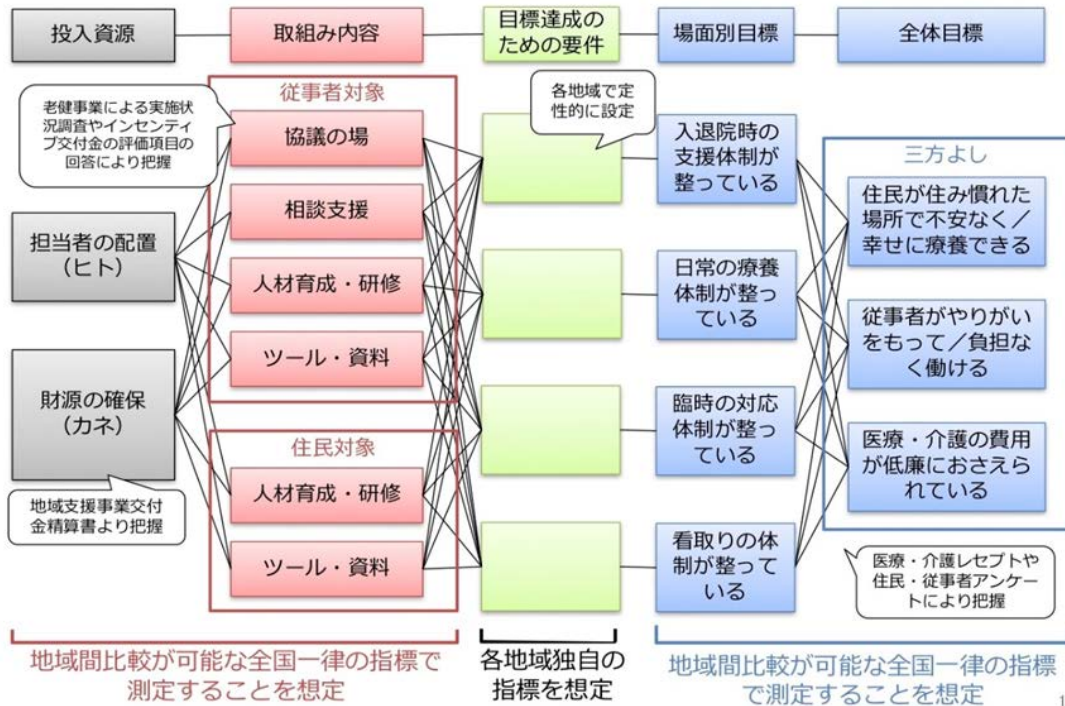 投入資源
取組み内容
目標達成の
ための要件
場面別目標
全体目標
老健事業による実施状
況調査やインセンティ
ブ交付金の評価項目の
回答により把握
担当者の配置
(ヒト)
財源の確保
(カネ)
地域支援事業交付
金精算書より把握
従事者対象
協議の場
相談支援
人材育成・研修
ツール・資料
住民対象
人材育成・研修
ツール・資料
各地域で定
性的に設定
入退院時の
支援体制が
整っている
日常の療養
体制が整っ
ている
臨時の対応
体制が整っ
ている
看取りの体
制が整って
いる
三方よし
住民が住み慣れた
場所で不安なく/
幸せに療養できる
従事者がやりがい
をもって/負担な
く働ける
医療・介護の費用
が低廉におさえら
れている
医療・介護レセプトや
住民・従事者アンケー
トにより把握
地域間比較が可能な全国一律の指標で
測定することを想定
各地域独自の
指標を想定
地域間比較が可能な全国一律の指標
で測定することを想定
1